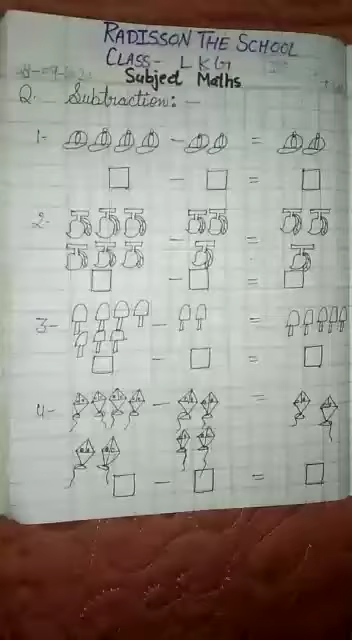 RADISSON THE SCHOOL
CLASS- LKG
Subject Maths
Q. Subtraction: -
1- - =
- =
2- - =
- =
3- - =
- =
4- - =
- =